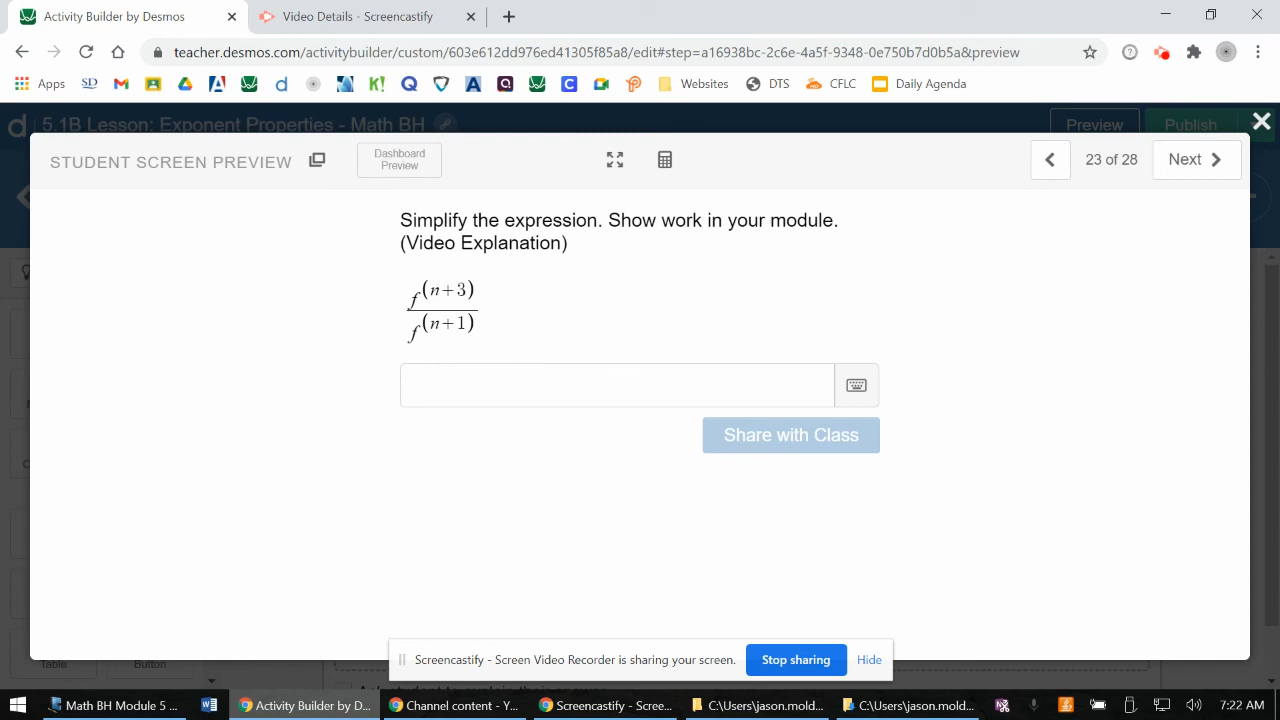 Activity Builder by Desmos
Video Details - Screencastify
teacher.desmos.com/activitybuilder/custom/603e612dd976ed41305f85a8/edit#step=a16938bc-2c6e-4a5f-9348-0e750b7d0b5a&preview
Apps SD K! Websites DTS CFLC Daily Agenda
5.1B Lesson: Exponent Properties - Math BH Preview Publish
STUDENT SCREEN PREVIEW Dashboard Preview 23 of 28 Next
Simplify the expression. Show work in your module.
(Video Explanation)
f^(n+3)
f^(n+1)
Share with Class
Table Button
Screencastify - Screen Video Recorder is sharing your screen. Stop sharing Hide
Math BH Module 5 ... Activity Builder by D... Channel content - Y... Screencastify - Scree... C:\Users\jason.mold... C:\Users\jason.mold... 7:22 AM